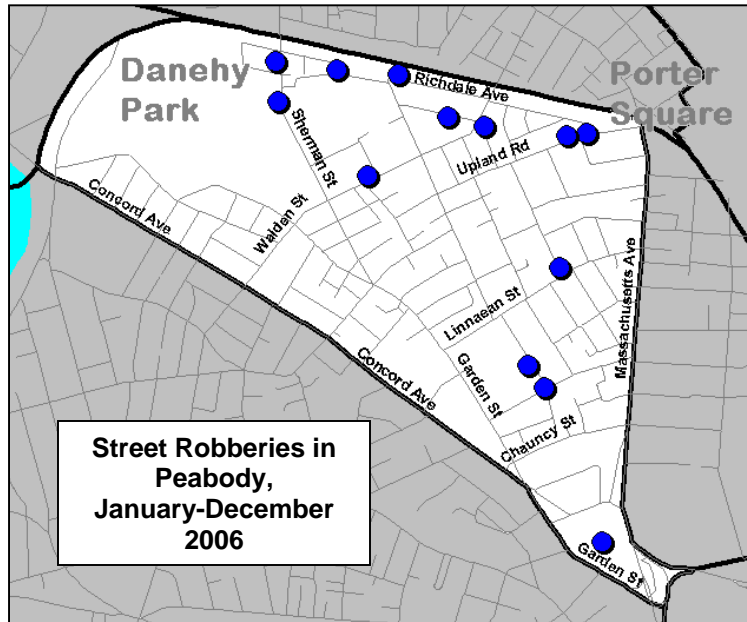 Danehy
Park
Porter
Square
Richdale Ave
Sherman St
Upland Rd
Walden St
Concord Ave
Massachusetts Ave
Linnaean St
Garden St
Concord Ave
Chauncy St
Street Robberies in
Peabody,
January-December
2006
Garden St